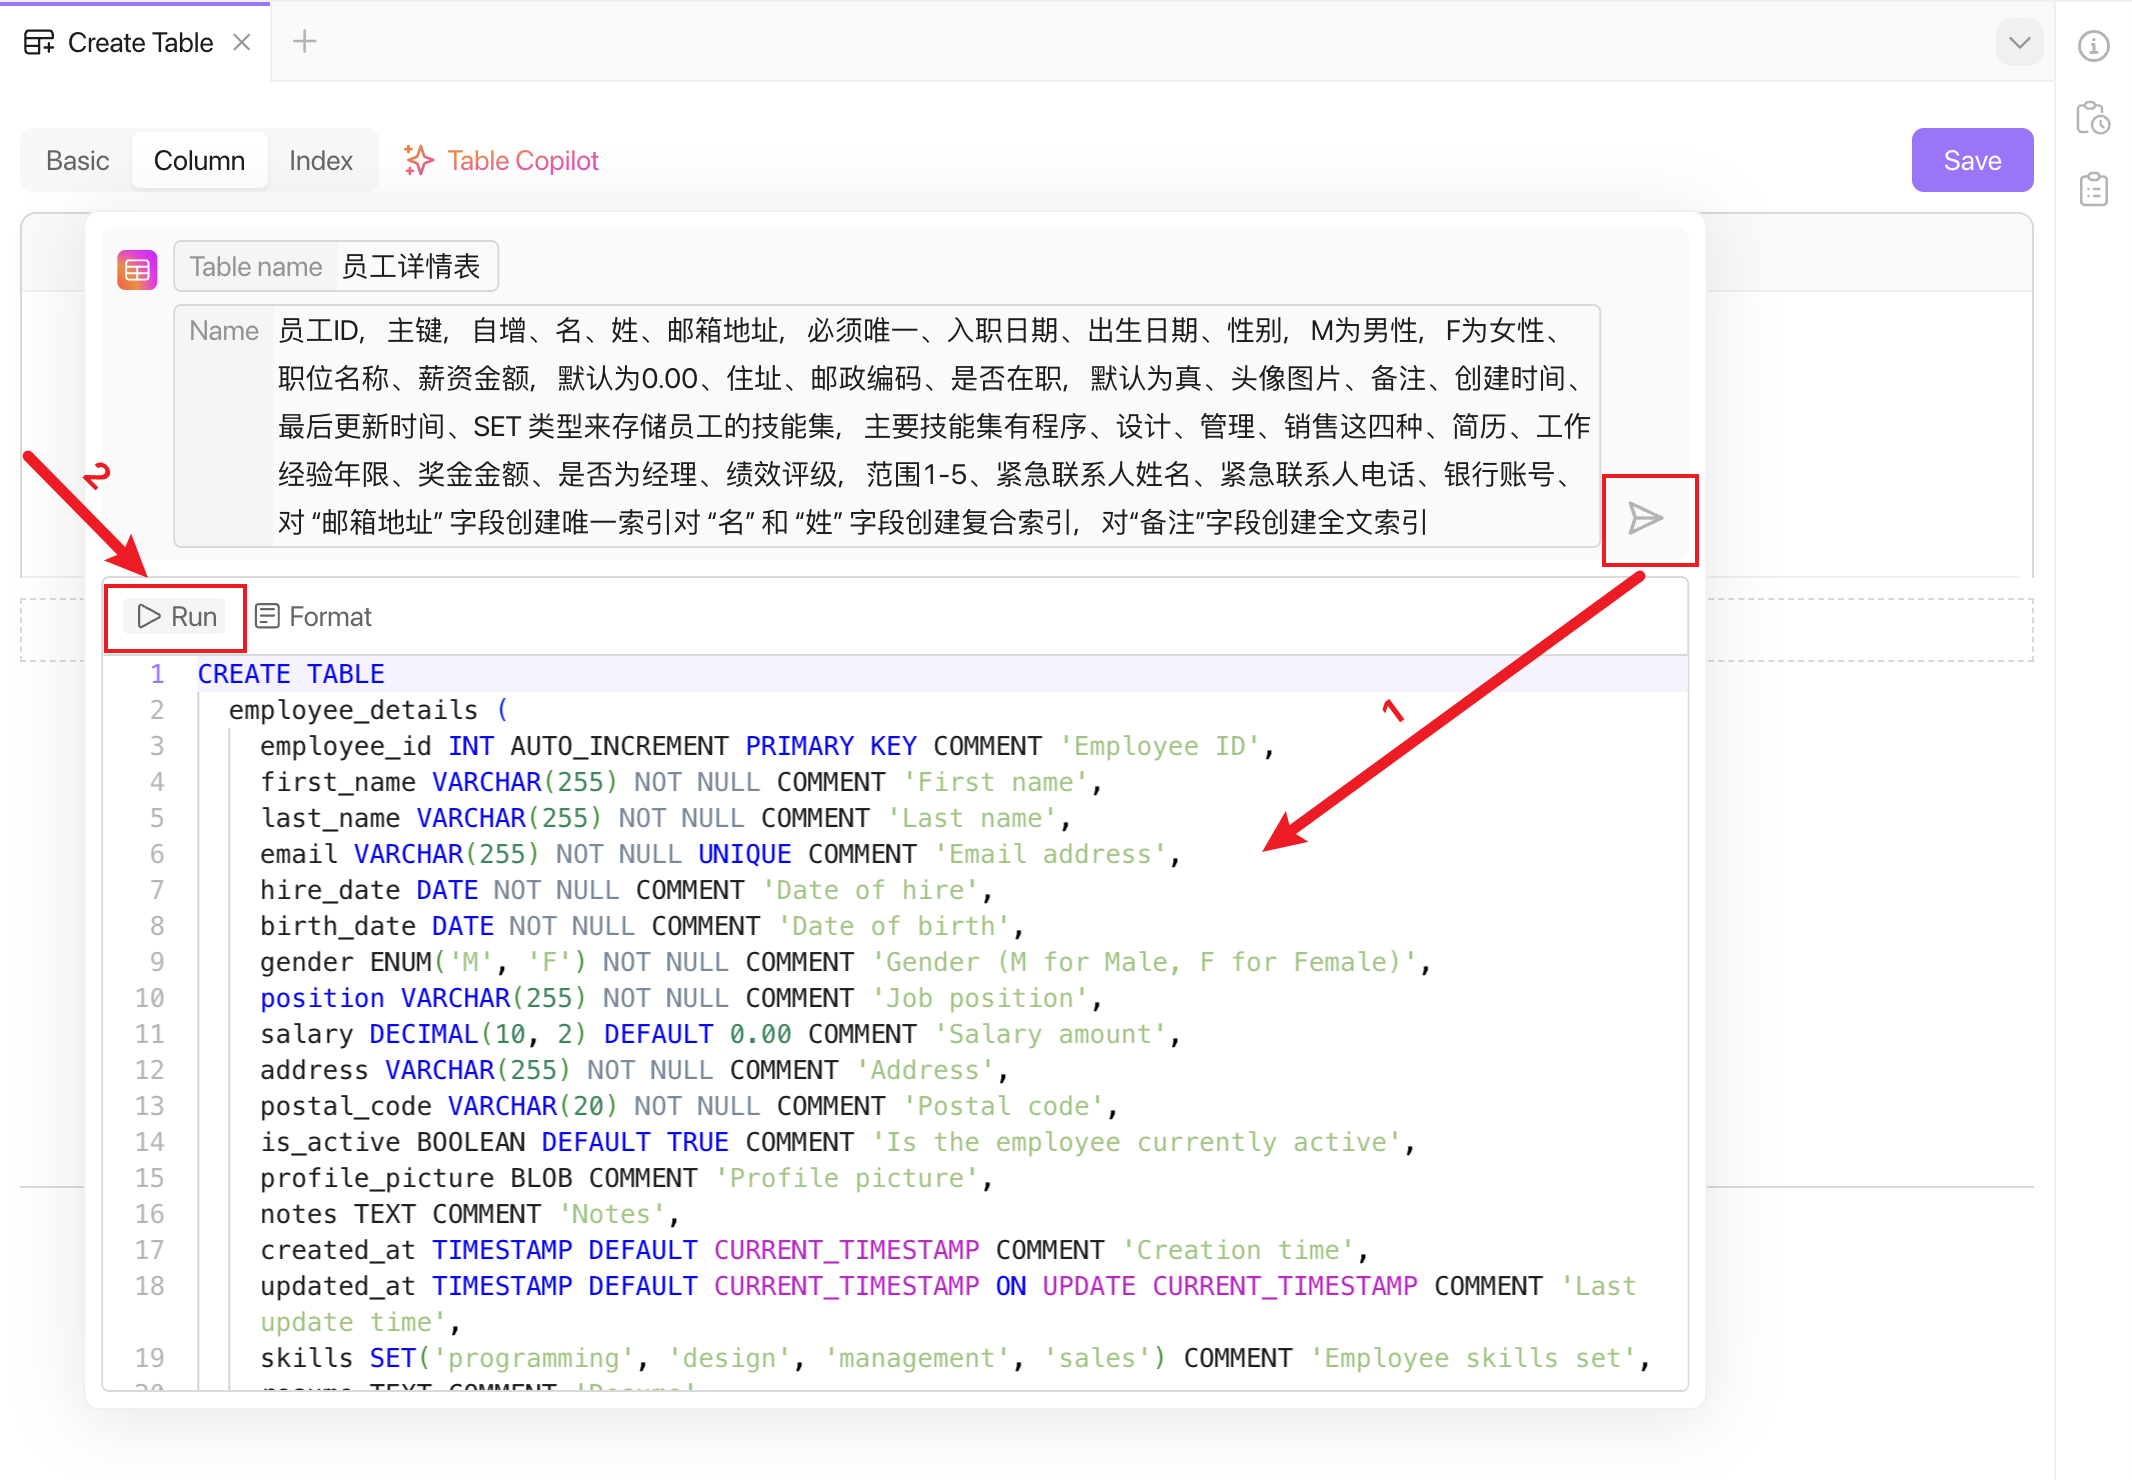 Create Table
Basic Column Index Table Copilot Save
Table name 员工详情表
Name 员工ID, 主键, 自增、名、姓、邮箱地址, 必须唯一、入职日期、出生日期、性别, M为男性, F为女性、
职位名称、薪资金额, 默认为0.00、住址、邮政编码、是否在职, 默认为真、头像图片、备注、创建时间、
最后更新时间、SET 类型来存储员工的技能集, 主要技能集有程序、设计、管理、销售这四种、简历、工作
经验年限、奖金金额、是否为经理、绩效评级, 范围1-5、紧急联系人姓名、紧急联系人电话、银行账号、
对 “邮箱地址” 字段创建唯一索引对 “名” 和 “姓” 字段创建复合索引, 对“备注”字段创建全文索引
2
Run Format
1
1 CREATE TABLE
2 employee_details (
3 employee_id INT AUTO_INCREMENT PRIMARY KEY COMMENT 'Employee ID',
4 first_name VARCHAR(255) NOT NULL COMMENT 'First name',
5 last_name VARCHAR(255) NOT NULL COMMENT 'Last name',
6 email VARCHAR(255) NOT NULL UNIQUE COMMENT 'Email address',
7 hire_date DATE NOT NULL COMMENT 'Date of hire',
8 birth_date DATE NOT NULL COMMENT 'Date of birth',
9 gender ENUM('M', 'F') NOT NULL COMMENT 'Gender (M for Male, F for Female)',
10 position VARCHAR(255) NOT NULL COMMENT 'Job position',
11 salary DECIMAL(10, 2) DEFAULT 0.00 COMMENT 'Salary amount',
12 address VARCHAR(255) NOT NULL COMMENT 'Address',
13 postal_code VARCHAR(20) NOT NULL COMMENT 'Postal code',
14 is_active BOOLEAN DEFAULT TRUE COMMENT 'Is the employee currently active',
15 profile_picture BLOB COMMENT 'Profile picture',
16 notes TEXT COMMENT 'Notes',
17 created_at TIMESTAMP DEFAULT CURRENT_TIMESTAMP COMMENT 'Creation time',
18 updated_at TIMESTAMP DEFAULT CURRENT_TIMESTAMP ON UPDATE CURRENT_TIMESTAMP COMMENT 'Last
update time',
19 skills SET('programming', 'design', 'management', 'sales') COMMENT 'Employee skills set',
20 resume TEXT COMMENT 'Resume'